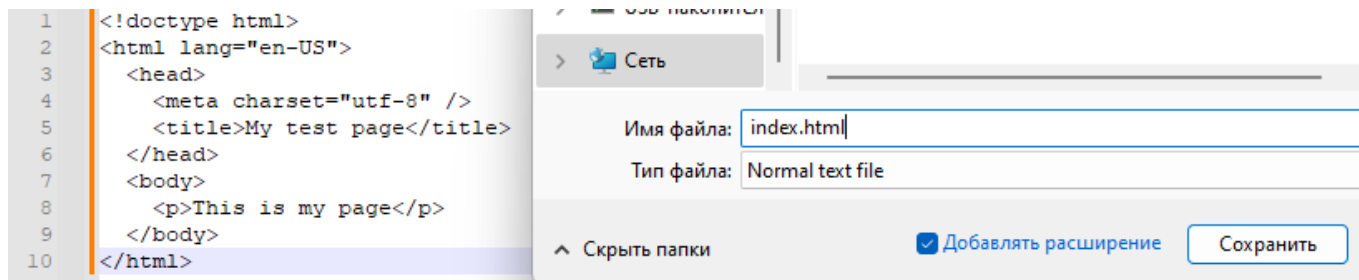 1 <!doctype html>
2 <html lang="en-US">
3 <head>
4 <meta charset="utf-8" />
5 <title>My test page</title>
6 </head>
7 <body>
8 <p>This is my page</p>
9 </body>
10 </html>
Сеть
Имя файла: index.html
Тип файла: Normal text file
Скрыть папки
Добавлять расширение
Сохранить